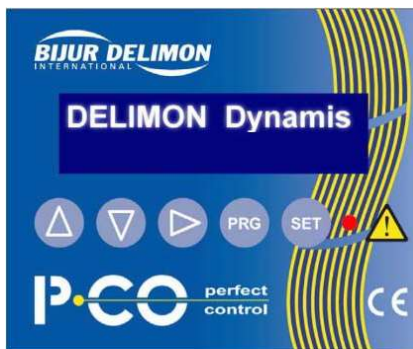 BIJUR DELIMON
INTERNATIONAL
DELIMON Dynamis
PRG SET
P·CO perfect
control
CE